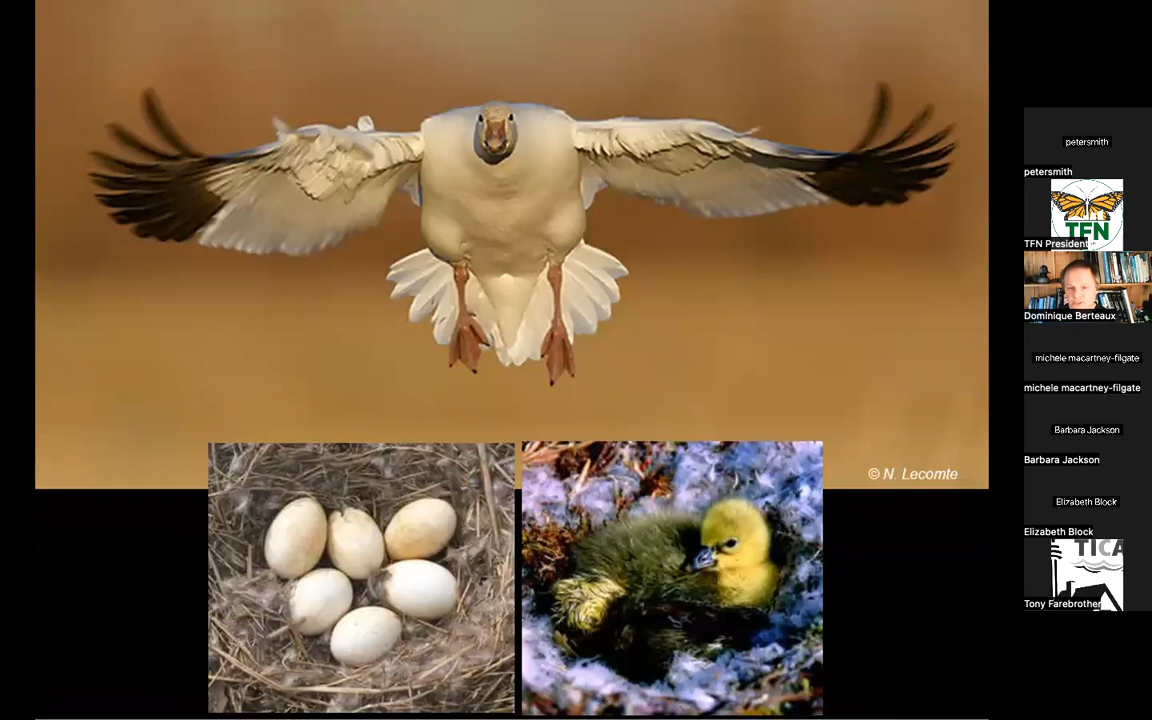 © N. Lecomte
petersmith
petersmith
TFN
TFN President
Dominique Berteaux
michele macartney-filgate
michele macartney-filgate
Barbara Jackson
Barbara Jackson
Elizabeth Block
Elizabeth Block
TICA
Tony Farebrother